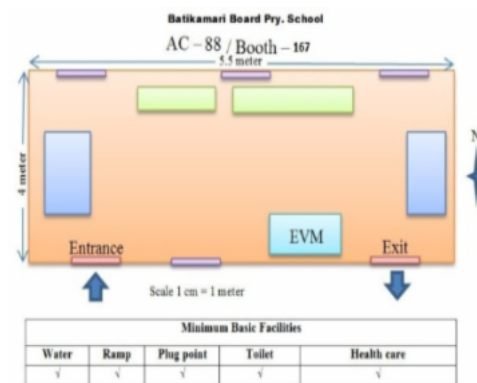 Batikamari Board Pry. School
AC – 88 / Booth – 167
5.5 meter
4 meter
N
EVM
Entrance
Exit
Scale 1 cm = 1 meter
Minimum Basic Facilities
Water Ramp Plug point Toilet Health care
√ √ √ √ √